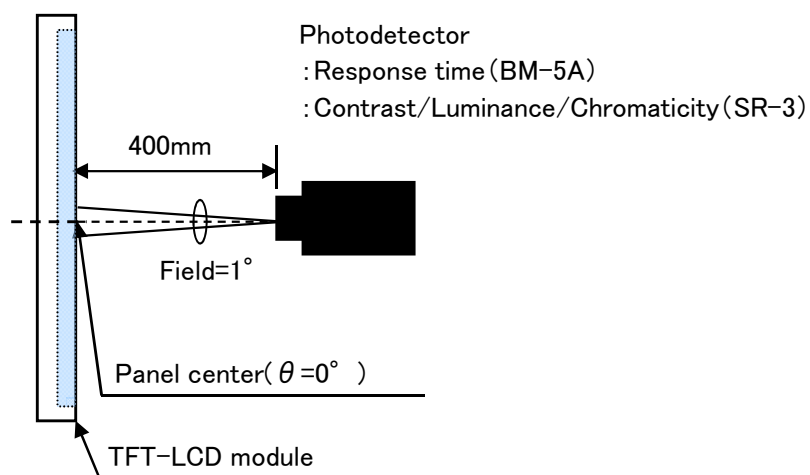 Photodetector
:Response time(BM-5A)
:Contrast/Luminance/Chromaticity(SR-3)
400mm
Field=1°
Panel center(θ=0° )
TFT-LCD module